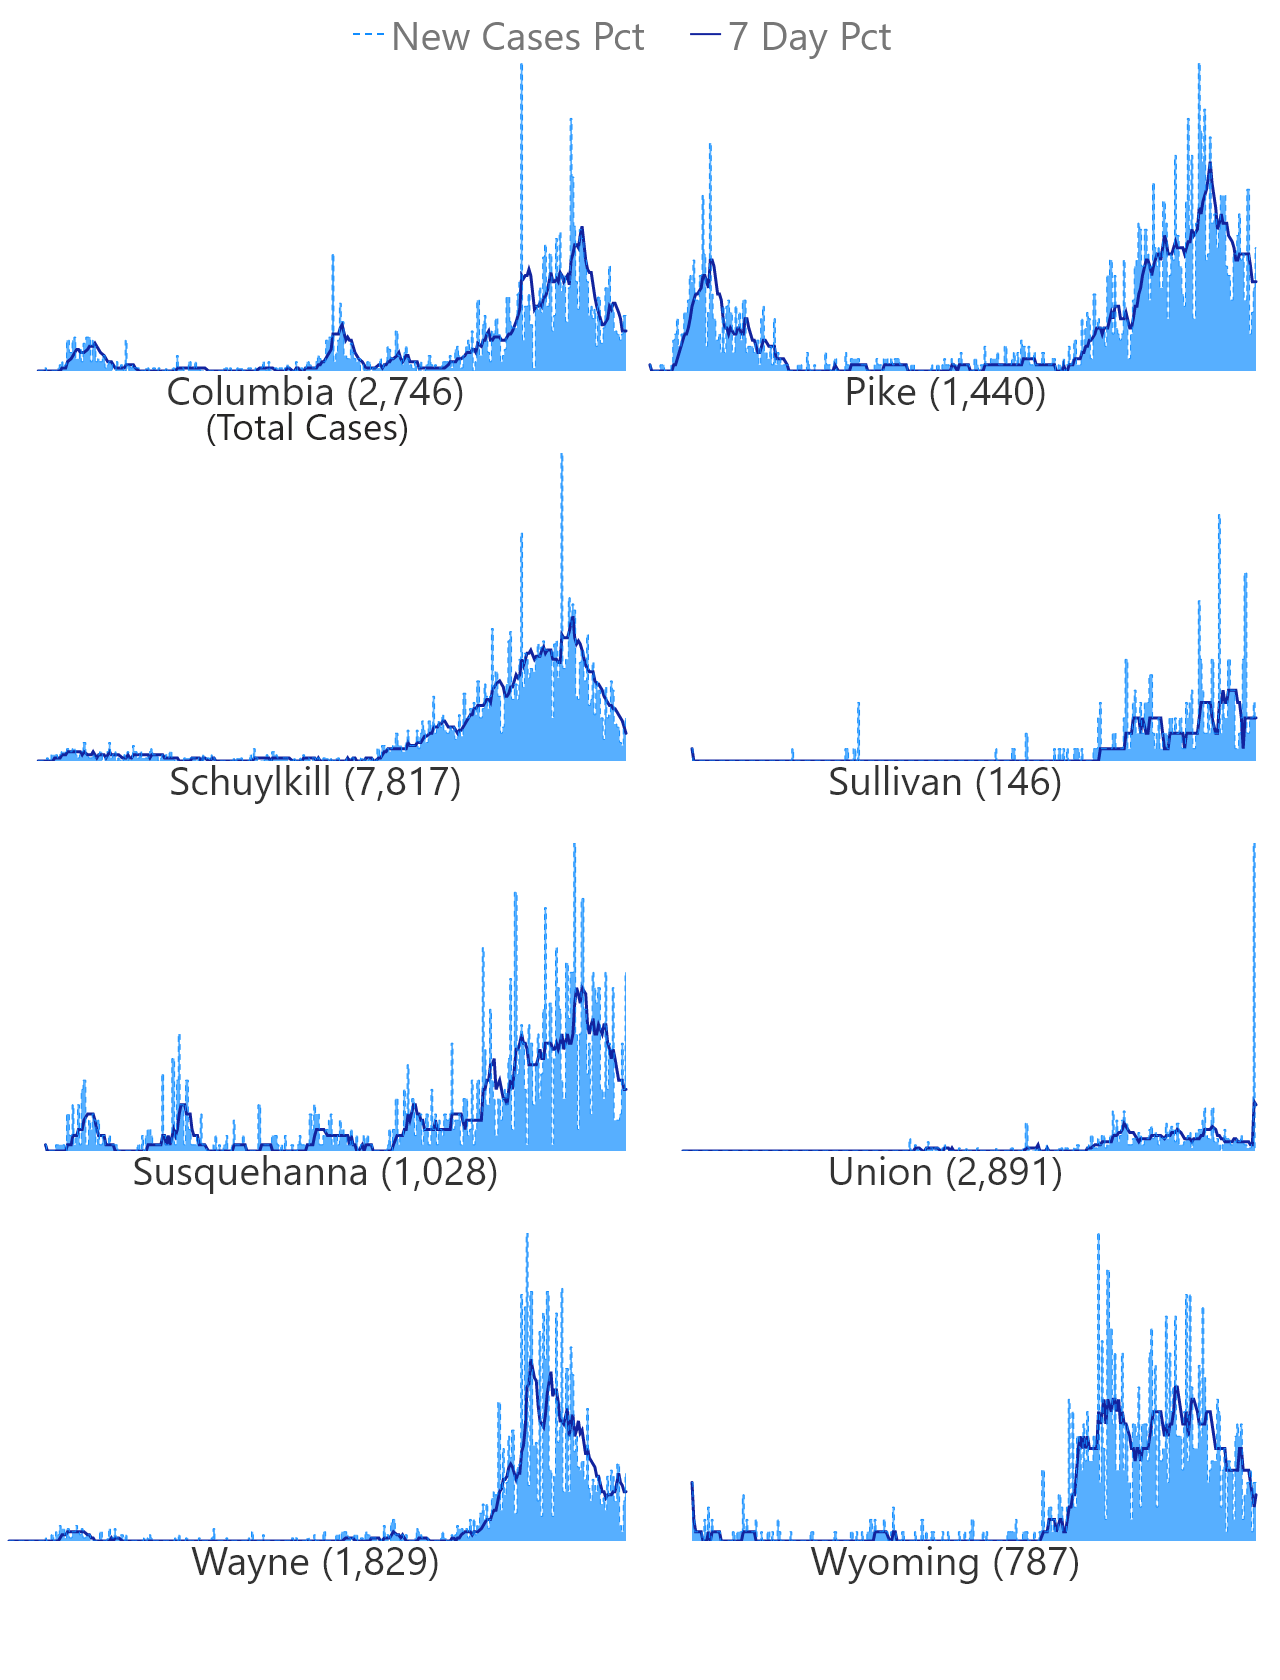 New Cases Pct 7 Day Pct
Columbia (2,746) Pike (1,440)
(Total Cases)
Schuylkill (7,817) Sullivan (146)
Susquehanna (1,028) Union (2,891)
Wayne (1,829) Wyoming (787)